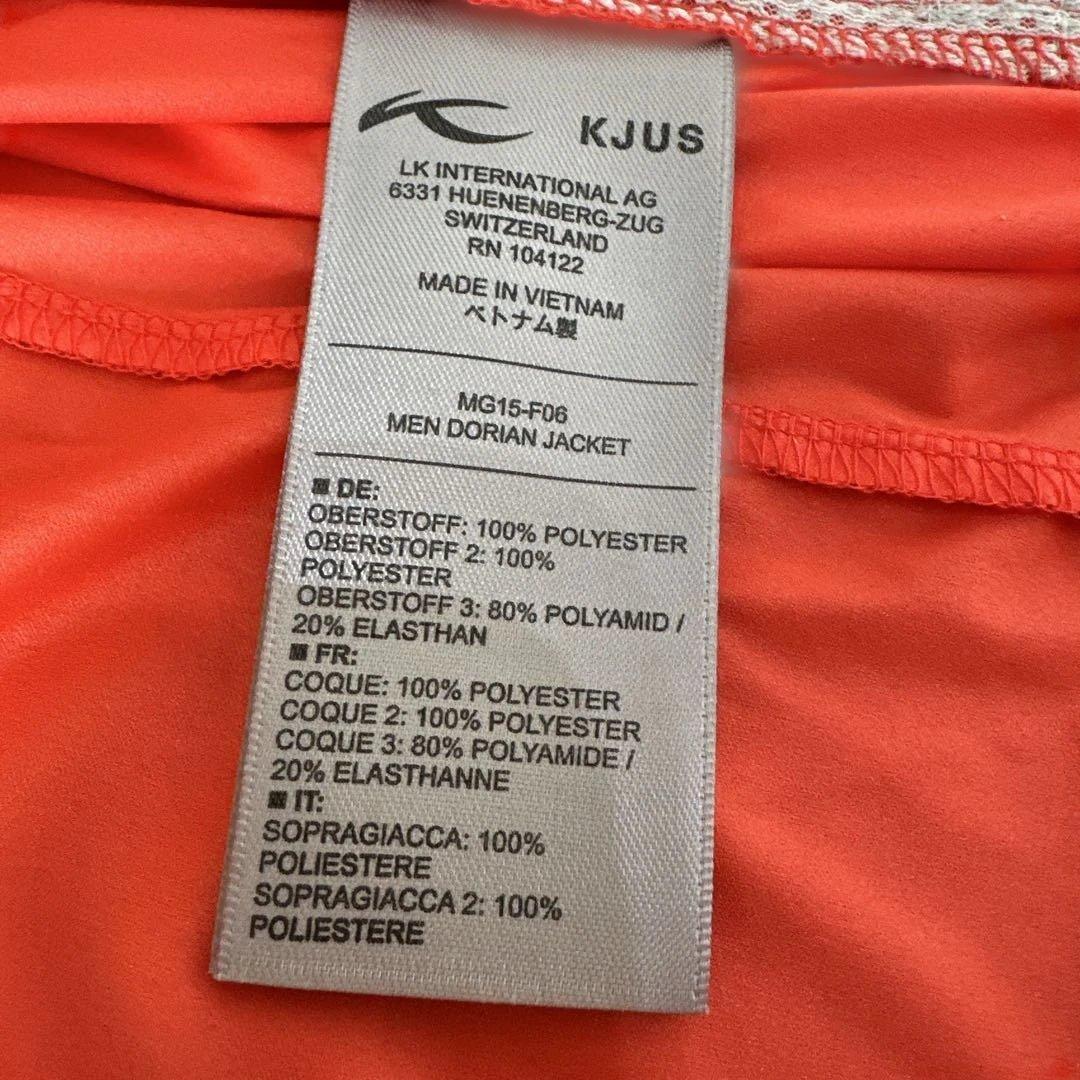 KJUS
LK INTERNATIONAL AG
6331 HUENENBERG-ZUG
SWITZERLAND
RN 104122
MADE IN VIETNAM
ベトナム製
MG15-F06
MEN DORIAN JACKET
■ DE:
OBERSTOFF: 100% POLYESTER
OBERSTOFF 2: 100%
POLYESTER
OBERSTOFF 3: 80% POLYAMID /
20% ELASTHAN
■ FR:
COQUE: 100% POLYESTER
COQUE 2: 100% POLYESTER
COQUE 3: 80% POLYAMIDE /
20% ELASTHANNE
■ IT:
SOPRAGIACCA: 100%
POLIESTERE
SOPRAGIACCA 2: 100%
POLIESTERE